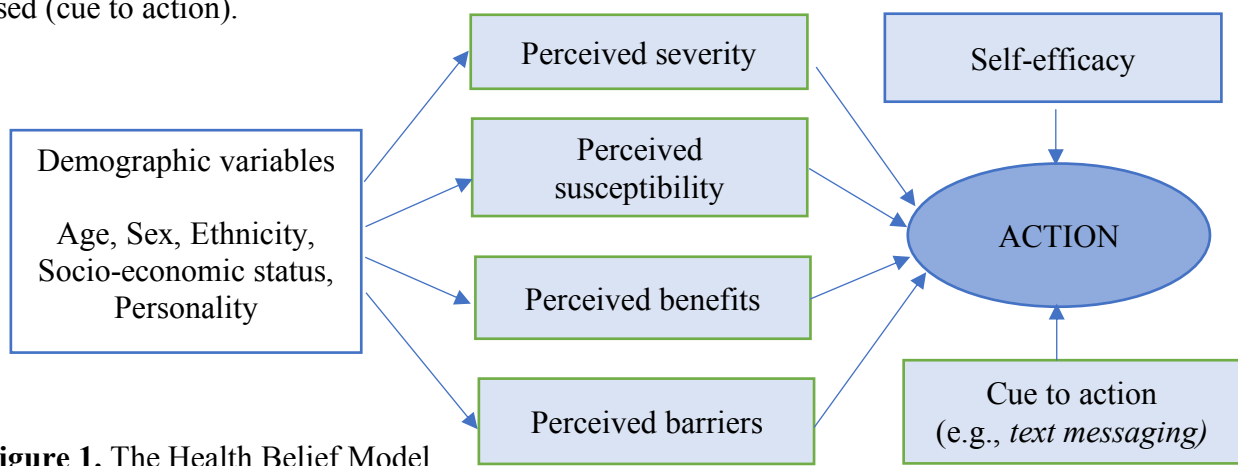 sed (cue to action).
Perceived severity
Self-efficacy
Demographic variables
Age, Sex, Ethnicity,
Socio-economic status,
Personality
Perceived
susceptibility
ACTION
Perceived benefits
Perceived barriers
Cue to action
(e.g., text messaging)
igure 1. The Health Belief Model